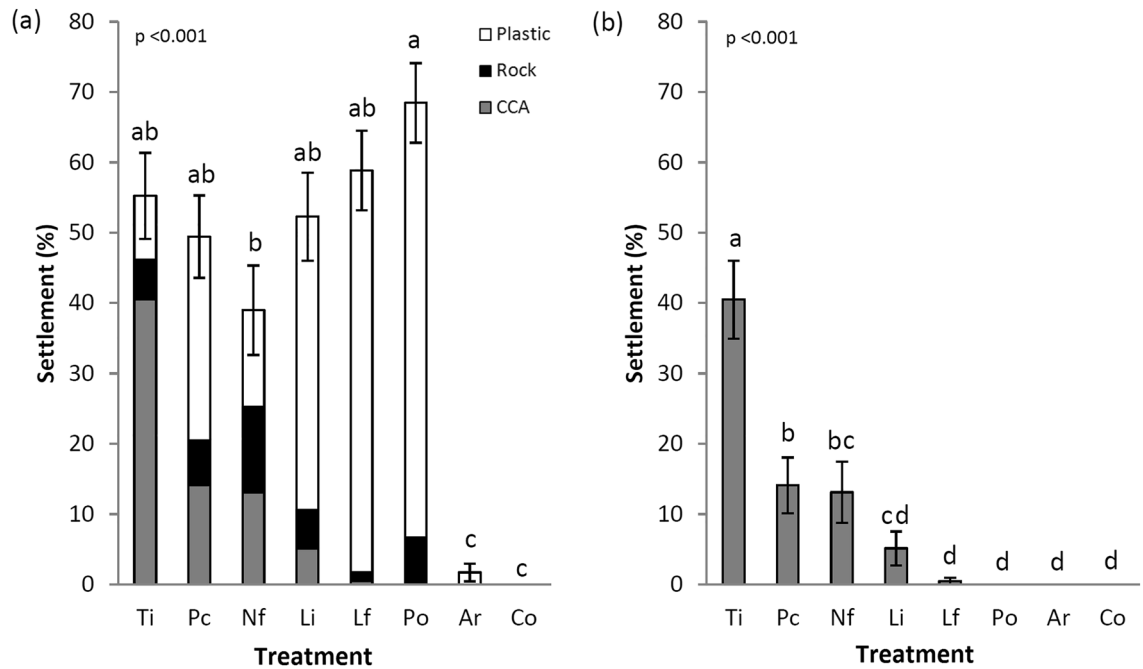 (a)
p <0.001
Plastic
Rock
CCA
Settlement (%)
80
70
60
50
40
30
20
10
0
ab
ab
b
ab
ab
a
c
c
Ti Pc Nf Li Lf Po Ar Co
Treatment
(b)
p <0.001
Settlement (%)
80
70
60
50
40
30
20
10
0
a
b
bc
cd
d
d
d
d
Ti Pc Nf Li Lf Po Ar Co
Treatment